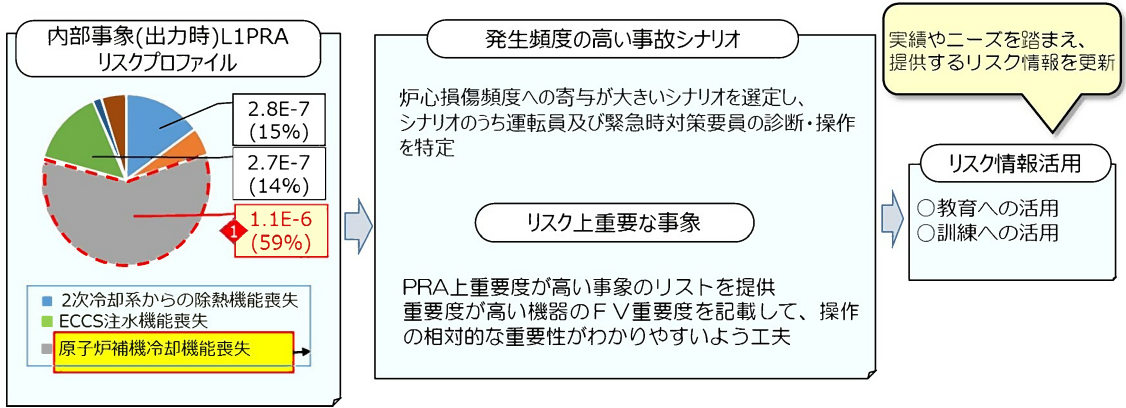 内部事象(出力時)L1PRA
リスクプロファイル
2.8E-7
(15%)
2.7E-7
(14%)
1
1.1E-6
(59%)
2次冷却系からの除熱機能喪失
ECCS注水機能喪失
原子炉補機冷却機能喪失
発生頻度の高い事故シナリオ
炉心損傷頻度への寄与が大きいシナリオを選定し、
シナリオのうち運転員及び緊急時対策要員の診断・操作
を特定
リスク上重要な事象
PRA上重要度が高い事象のリストを提供
重要度が高い機器のFV重要度を記載して、操作
の相対的な重要性がわかりやすいよう工夫
実績やニーズを踏まえ、
提供するリスク情報を更新
リスク情報活用
○教育への活用
○訓練への活用